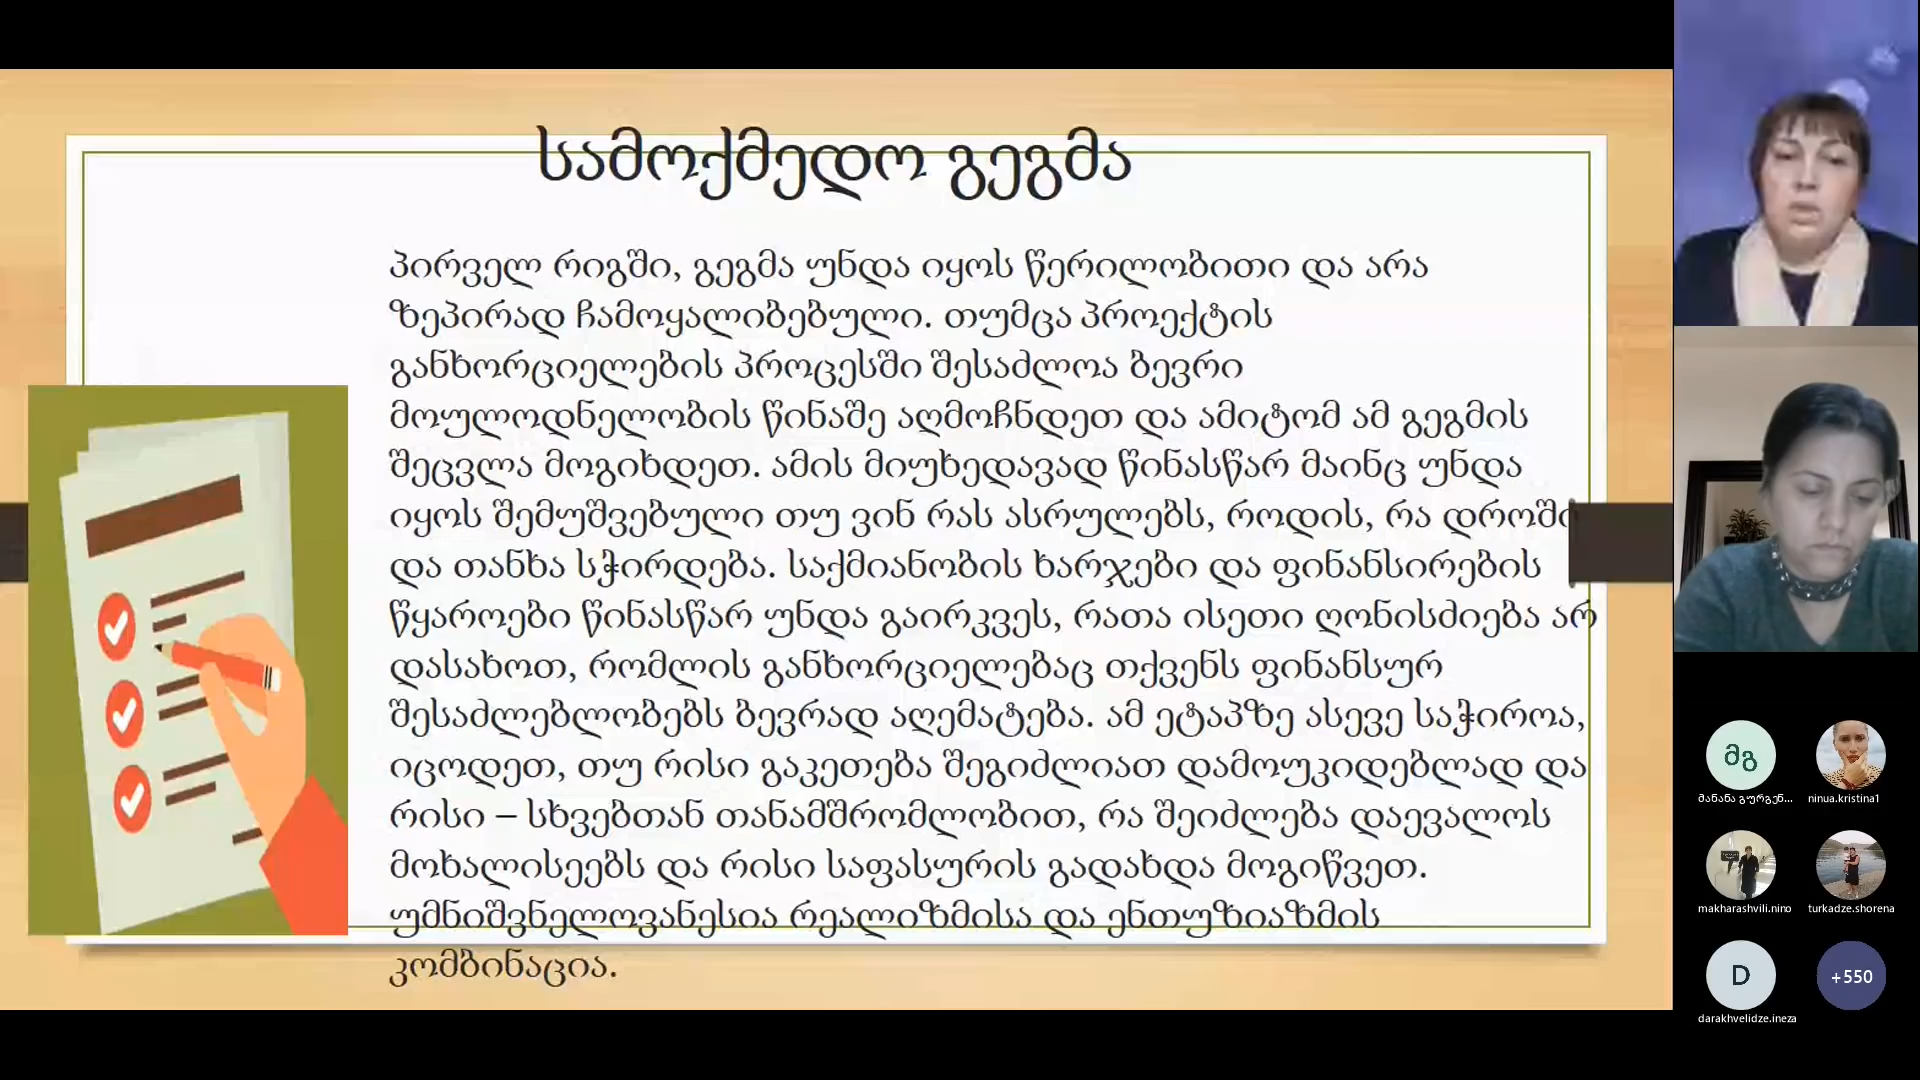 სამოქმედო გეგმა
პირველ რიგში, გეგმა უნდა იყოს წერილობითი და არა
ზეპირად ჩამოყალიბებული. თუმცა პროექტის
განხორციელების პროცესში შესაძლოა ბევრი
მოულოდნელობის წინაშე აღმოჩნდეთ და ამიტომ ამ გეგმის
შეცვლა მოგიხდეთ. ამის მიუხედავად წინასწარ მაინც უნდა
იყოს შემუშვებული თუ ვინ რას ასრულებს, როდის, რა დროში
და თანხა სჭირდება. საქმიანობის ხარჯები და ფინანსირების
წყაროები წინასწარ უნდა გაირკვეს, რათა ისეთი ღონისძიება არ
დასახოთ, რომლის განხორციელებაც თქვენს ფინანსურ
შესაძლებლობებს ბევრად აღემატება. ამ ეტაპზე ასევე საჭიროა,
იცოდეთ, თუ რისი გაკეთება შეგიძლიათ დამოუკიდებლად და
რისი – სხვებთან თანამშრომლობით, რა შეიძლება დაევალოს
მოხალისეებს და რისი საფასურის გადახდა მოგიწვეთ.
უმნიშვნელოვანესია რეალიზმისა და ენთუზიაზმის
კომბინაცია.
მგ
მანანა გურგენ...
ninua.kristina1
makharashvili.nino
turkadze.shorena
D
+550
darakhvelidze.ineza